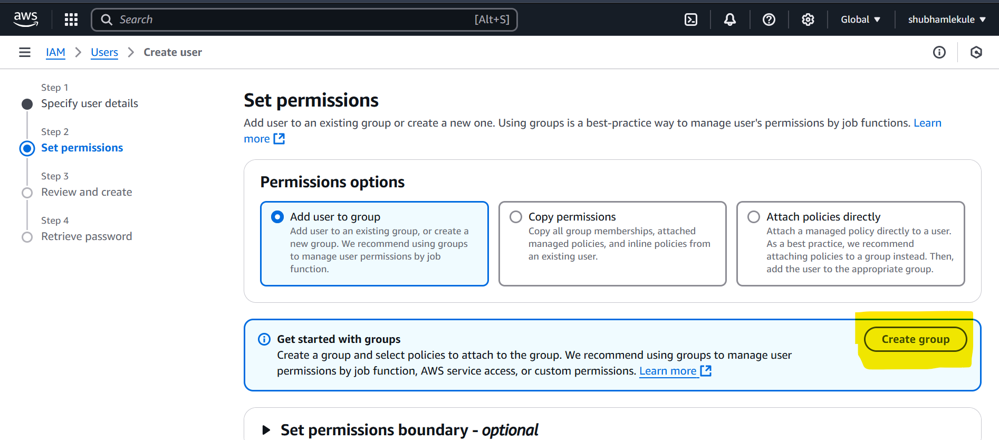 aws
Search
[Alt+S]
Global
shubhamlekule
IAM
Users
Create user
Step 1
Specify user details
Step 2
Set permissions
Step 3
Review and create
Step 4
Retrieve password
Set permissions
Add user to an existing group or create a new one. Using groups is a best-practice way to manage user's permissions by job functions. Learn
more
Permissions options
Add user to group
Add user to an existing group, or create a
new group. We recommend using groups
to manage user permissions by job
function.
Copy permissions
Copy all group memberships, attached
managed policies, and inline policies from
an existing user.
Attach policies directly
Attach a managed policy directly to a user.
As a best practice, we recommend
attaching policies to a group instead. Then,
add the user to the appropriate group.
Get started with groups
Create a group and select policies to attach to the group. We recommend using groups to manage user
permissions by job function, AWS service access, or custom permissions. Learn more
Create group
Set permissions boundary - optional